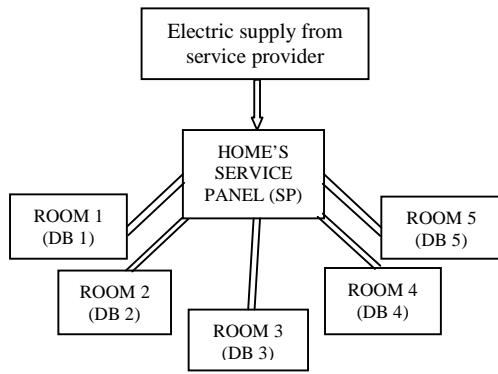 Electric supply from
service provider
HOME'S
SERVICE
PANEL (SP)
ROOM 1
(DB 1)
ROOM 2
(DB 2)
ROOM 3
(DB 3)
ROOM 4
(DB 4)
ROOM 5
(DB 5)